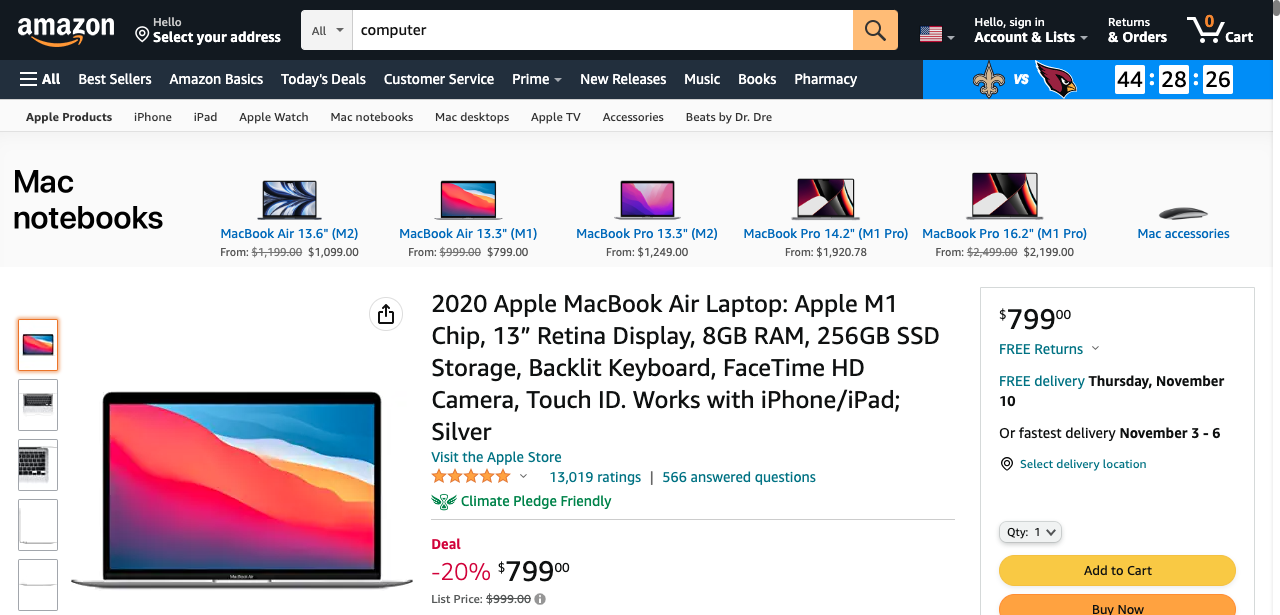 amazon
Hello
Select your address
All
computer
Hello, sign in
Account & Lists
Returns
& Orders
0
Cart
All
Best Sellers
Amazon Basics
Today's Deals
Customer Service
Prime
New Releases
Music
Books
Pharmacy
VS
44 : 28 : 26
Apple Products
iPhone
iPad
Apple Watch
Mac notebooks
Mac desktops
Apple TV
Accessories
Beats by Dr. Dre
Mac
notebooks
MacBook Air 13.6" (M2)
From: $1,199.00 $1,099.00
MacBook Air 13.3" (M1)
From: $999.00 $799.00
MacBook Pro 13.3" (M2)
From: $1,249.00
MacBook Pro 14.2" (M1 Pro)
From: $1,920.78
MacBook Pro 16.2" (M1 Pro)
From: $2,499.00 $2,199.00
Mac accessories
MacBook Air
2020 Apple MacBook Air Laptop: Apple M1
Chip, 13” Retina Display, 8GB RAM, 256GB SSD
Storage, Backlit Keyboard, FaceTime HD
Camera, Touch ID. Works with iPhone/iPad;
Silver
Visit the Apple Store
13,019 ratings | 566 answered questions
Climate Pledge Friendly
Deal
-20% $79900
List Price: $999.00
$79900
FREE Returns
FREE delivery Thursday, November
10
Or fastest delivery November 3 - 6
Select delivery location
Qty: 1
Add to Cart
Buy Now